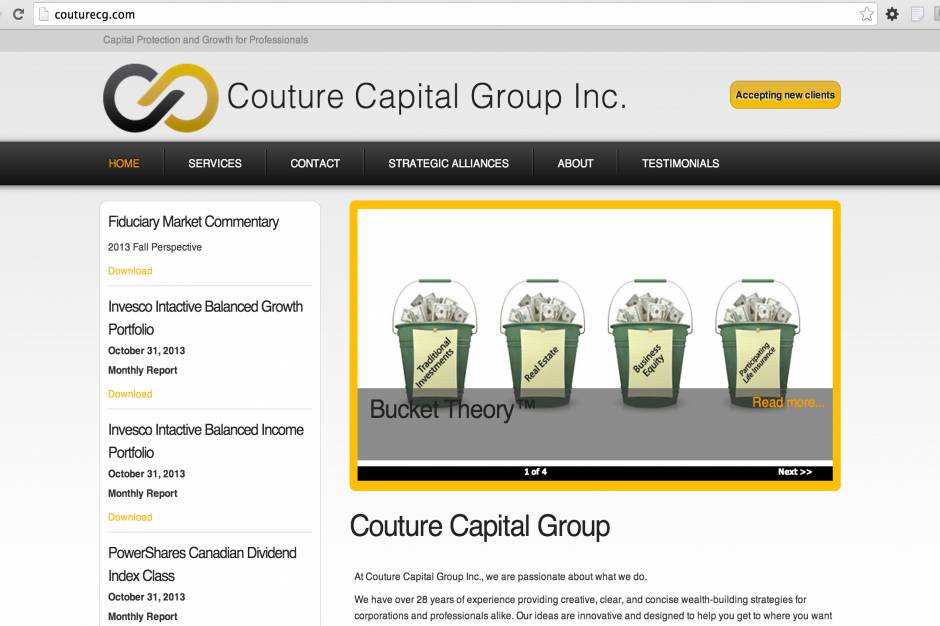 couturecg.com
Capital Protection and Growth for Professionals
Couture Capital Group Inc.
Accepting new clients
HOME
SERVICES
CONTACT
STRATEGIC ALLIANCES
ABOUT
TESTIMONIALS
Fiduciary Market Commentary
2013 Fall Perspective
Download
Invesco Intactive Balanced Growth
Portfolio
October 31, 2013
Monthly Report
Download
Invesco Intactive Balanced Income
Portfolio
October 31, 2013
Monthly Report
Download
PowerShares Canadian Dividend
Index Class
October 31, 2013
Monthly Report
Traditional
Investments
Real Estate
Business
Equity
Participating
Life Insurance
Bucket Theory™
Read more...
1 of 4
Next >>
Couture Capital Group
At Couture Capital Group Inc., we are passionate about what we do.
We have over 28 years of experience providing creative, clear, and concise wealth-building strategies for
corporations and professionals alike. Our ideas are innovative and designed to help you get to where you want